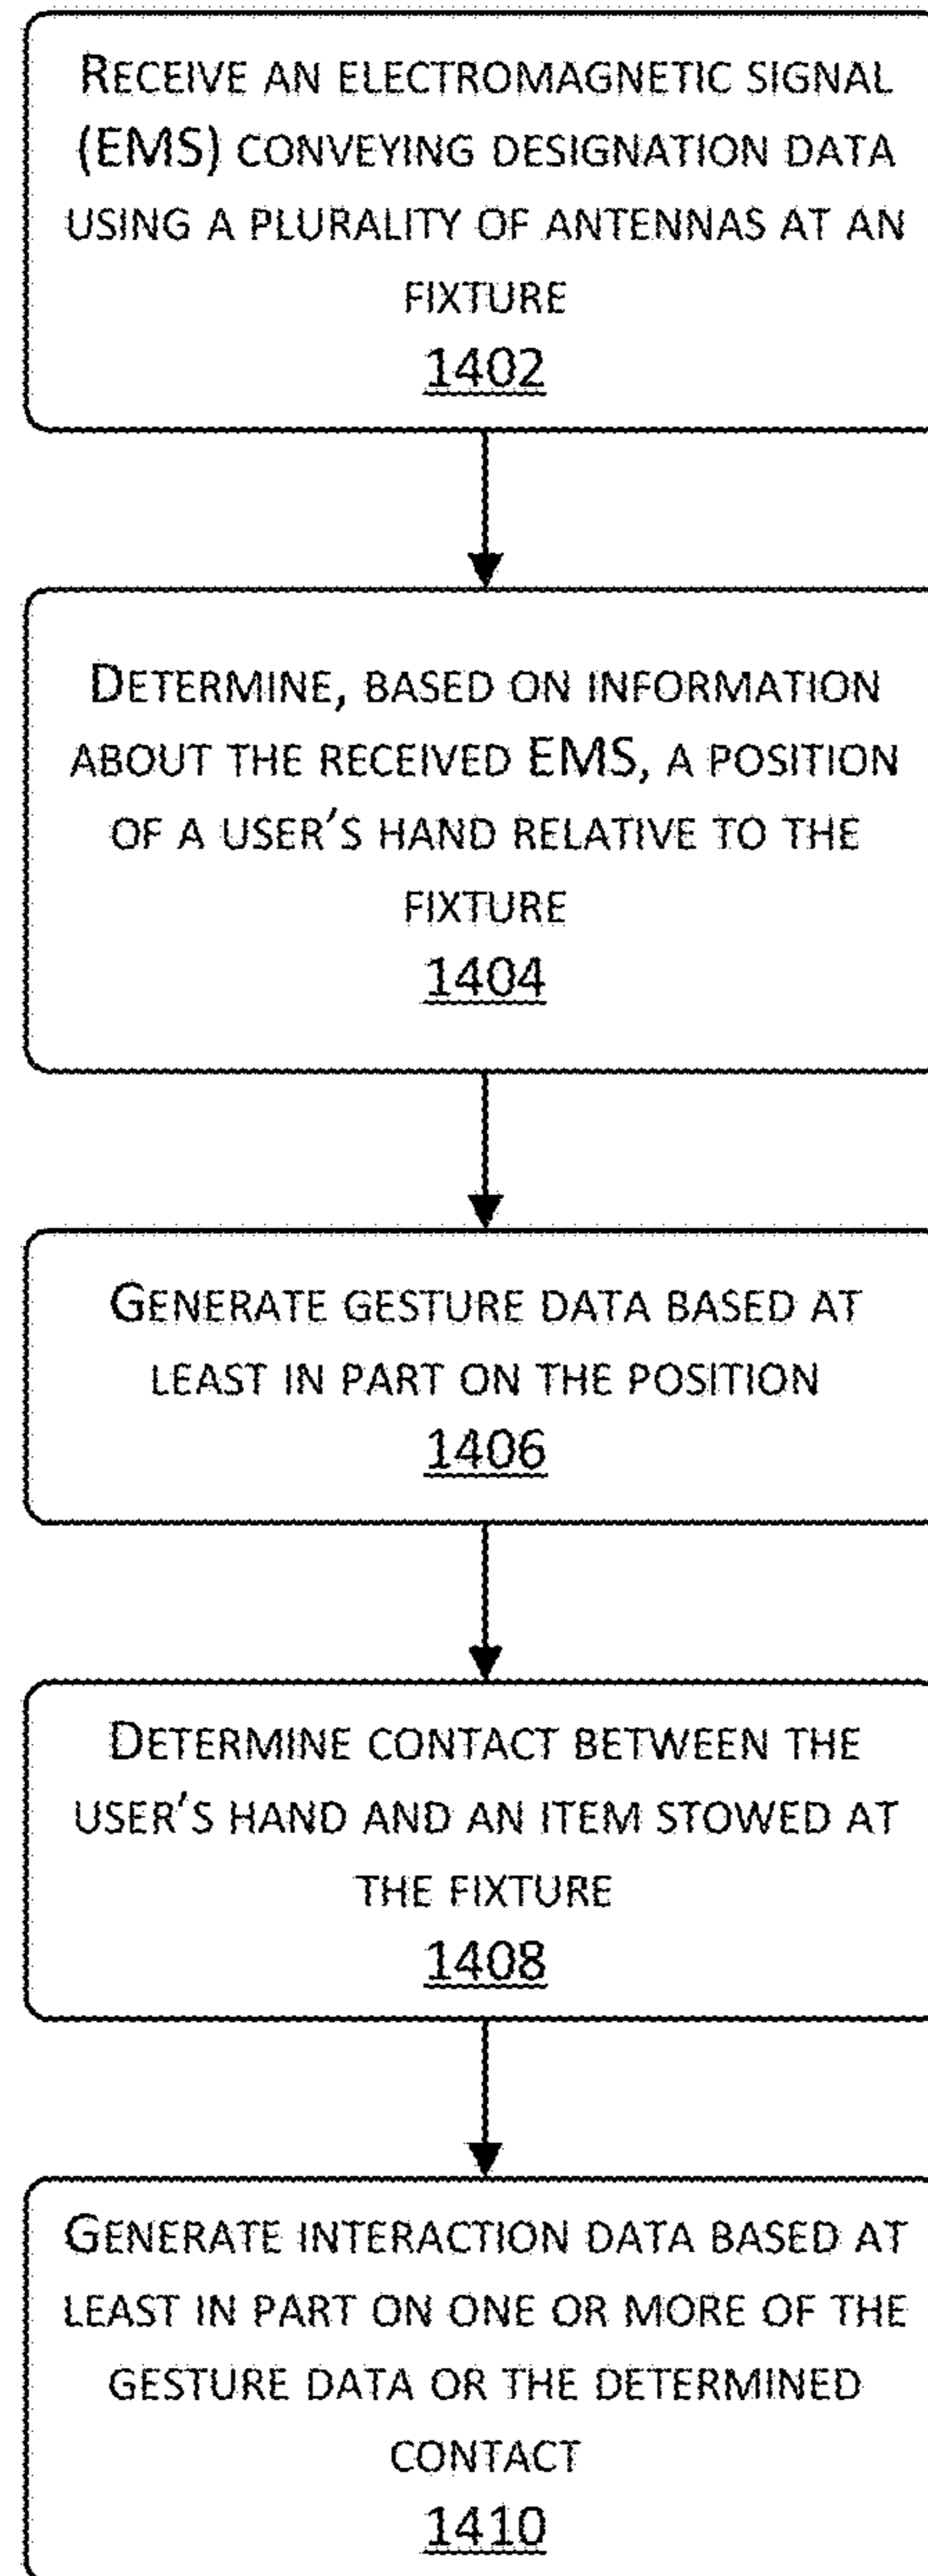 RECEIVE AN ELECTROMAGNETIC SIGNAL
(EMS) CONVEYING DESIGNATION DATA
USING A PLURALITY OF ANTENNAS AT AN
FIXTURE
1402
DETERMINE, BASED ON INFORMATION
ABOUT THE RECEIVED EMS, A POSITION
OF A USER'S HAND RELATIVE TO THE
FIXTURE
1404
GENERATE GESTURE DATA BASED AT
LEAST IN PART ON THE POSITION
1406
DETERMINE CONTACT BETWEEN THE
USER'S HAND AND AN ITEM STOWED AT
THE FIXTURE
1408
GENERATE INTERACTION DATA BASED AT
LEAST IN PART ON ONE OR MORE OF THE
GESTURE DATA OR THE DETERMINED
CONTACT
1410